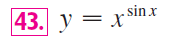 43. y = x^{sin x}